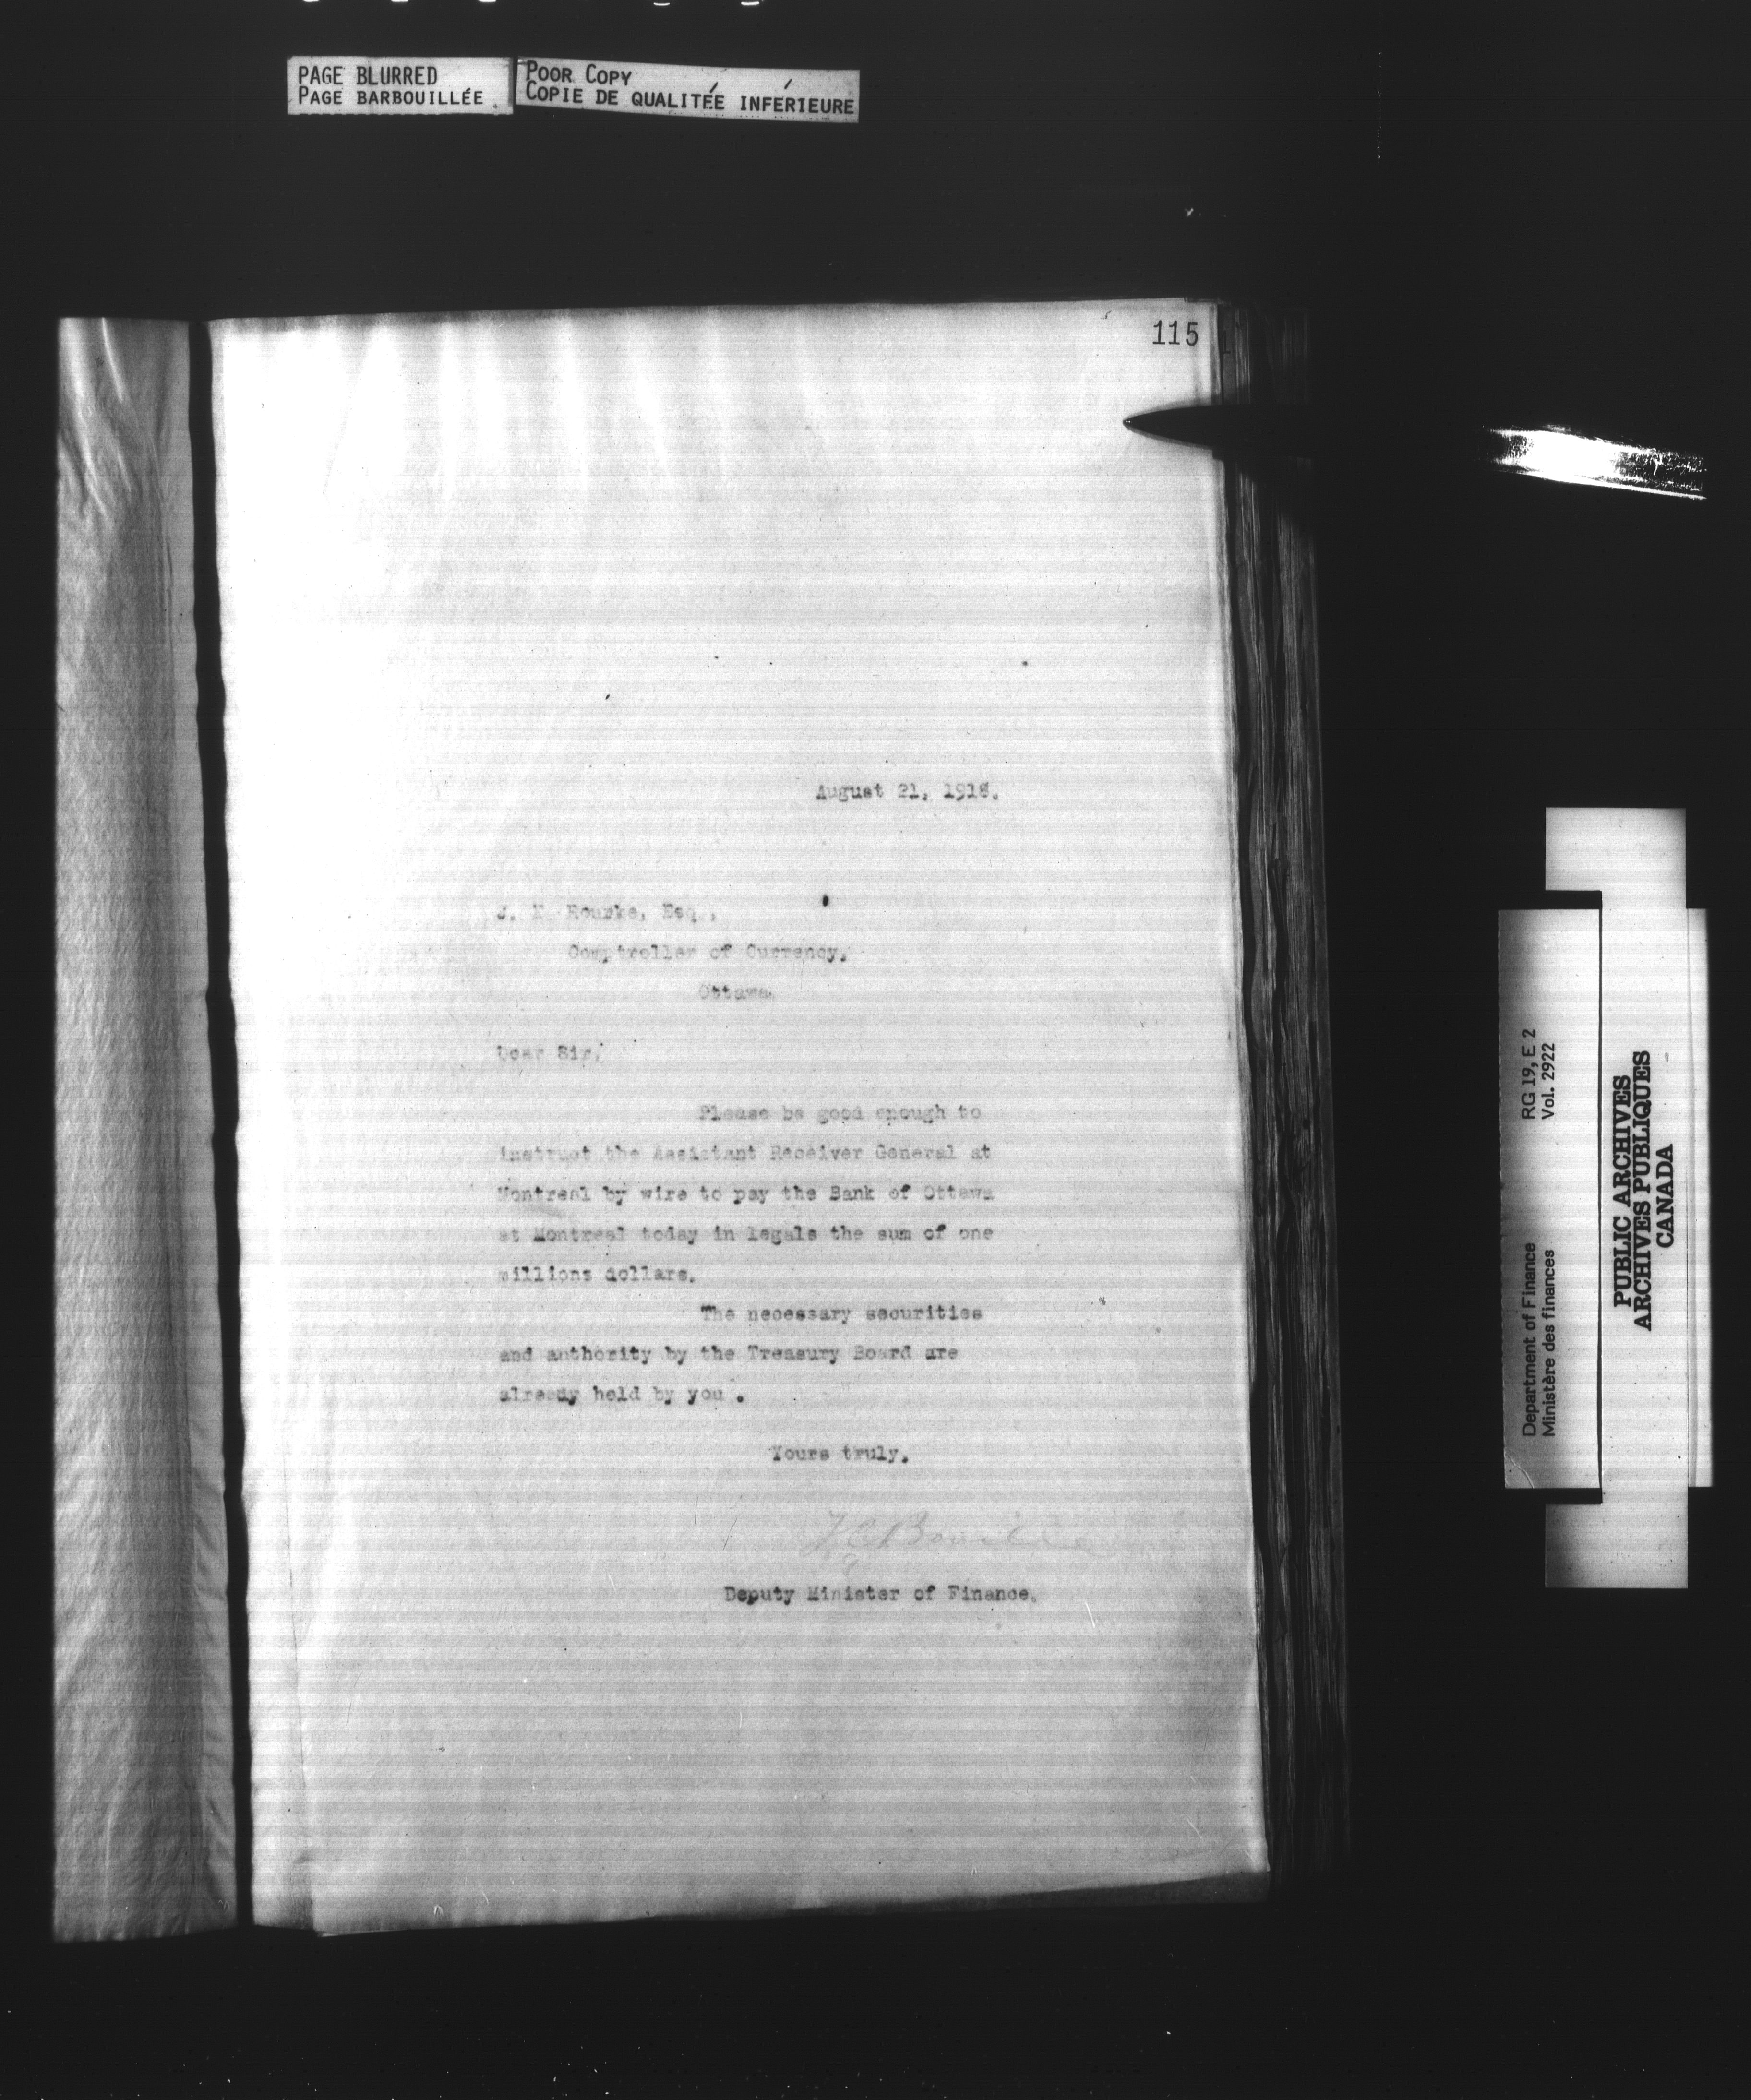 PAGE BLURRED
PAGE BARBOUILLÉE
POOR COPY
COPIE DE QUALITÉE INFÉRIEURE
115
August 21, 191
J. Rourke, Esq.,
Comptroller of Currency,
Ottawa.
Dear Sir,
Please be good enough to
instruct the Assistant Receiver General at
Montreal by wire to pay the Bank of Ottawa
at Montreal today in legals the sum of one
millions dollars.
The necessary securities
and authority by the Treasury Board are
already held by you .
Yours truly,
T C Boville
Deputy Minister of Finance.
Department of Finance RG 19, E 2
Ministère des finances Vol. 2922
PUBLIC ARCHIVES
ARCHIVES PUBLIQUES
CANADA